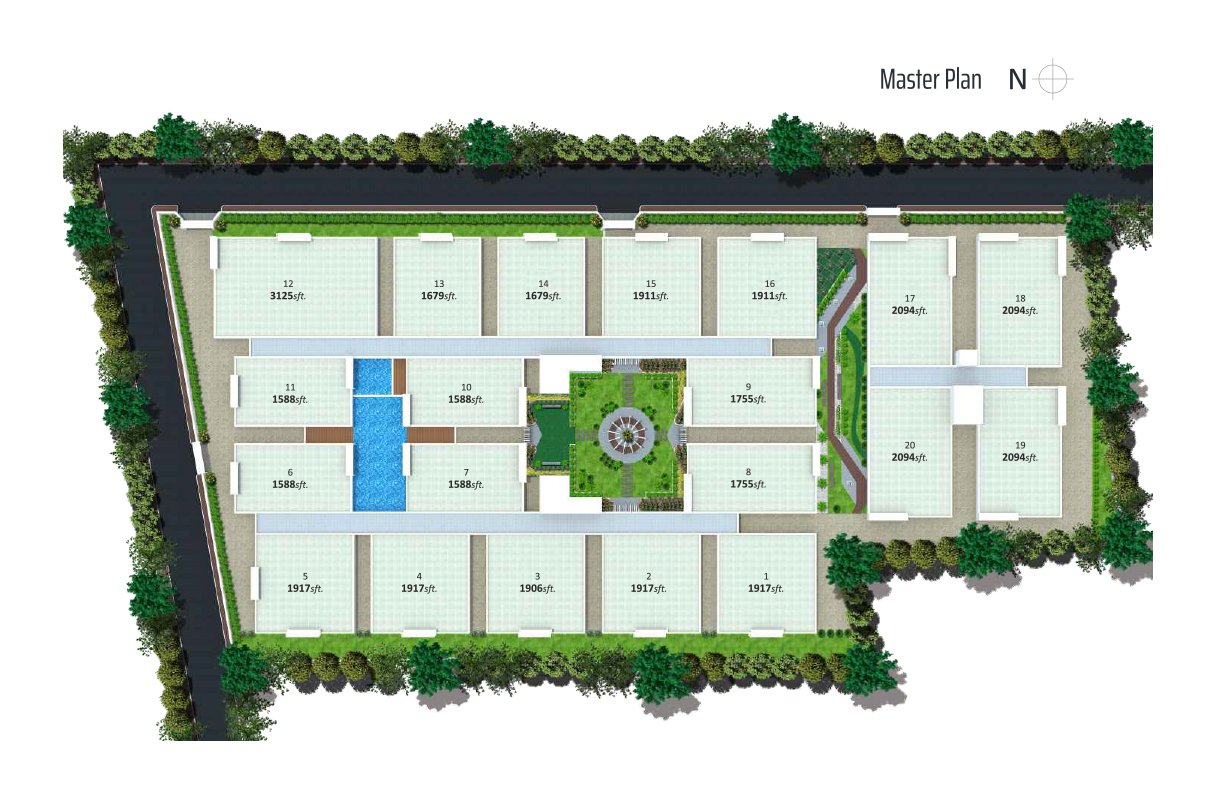 Master Plan N
12
3125sft.
13
1679sft.
14
1679sft.
15
1911sft.
16
1911sft.
17
2094sft.
18
2094sft.
11
1588sft.
10
1588sft.
9
1755sft.
20
2094sft.
19
2094sft.
6
1588sft.
7
1588sft.
8
1755sft.
5
1917sft.
4
1917sft.
3
1906sft.
2
1917sft.
1
1917sft.